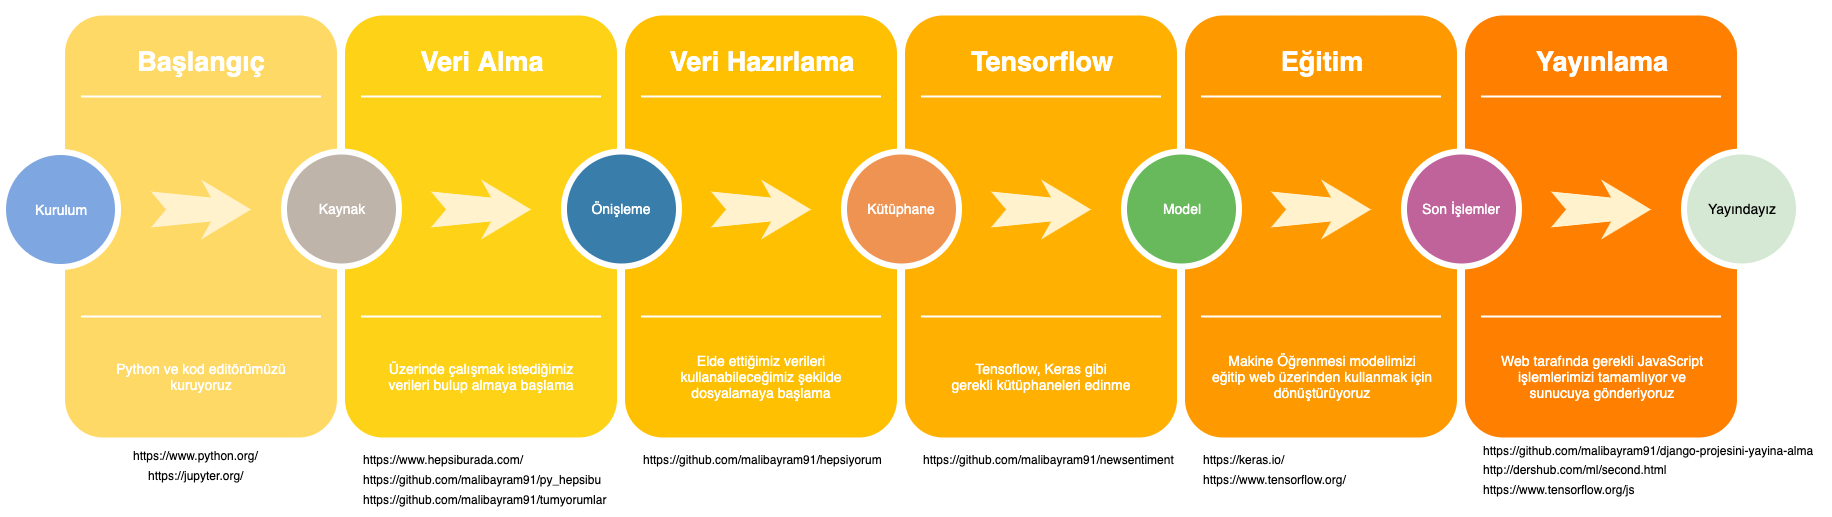 Başlangıç
Veri Alma
Veri Hazırlama
Tensorflow
Eğitim
Yayınlama
Kurulum
Kaynak
Önişleme
Kütüphane
Model
Son İşlemler
Yayındayız
Python ve kod editörümüzü
kuruyoruz
Üzerinde çalışmak istediğimiz
verileri bulup almaya başlama
Elde ettiğimiz verileri
kullanabileceğimiz şekilde
dosyalamaya başlama
Tensoflow, Keras gibi
gerekli kütüphaneleri edinme
Makine Öğrenmesi modelimizi
eğitip web üzerinden kullanmak için
dönüştürüyoruz
Web tarafında gerekli JavaScript
işlemlerimizi tamamlıyor ve
sunucuya gönderiyoruz
https://www.python.org/
https://jupyter.org/
https://www.hepsiburada.com/
https://github.com/malibayram91/py_hepsibu
https://github.com/malibayram91/tumyorumlar
https://github.com/malibayram91/hepsiyorum
https://github.com/malibayram91/newsentiment
https://keras.io/
https://www.tensorflow.org/
https://github.com/malibayram91/django-projesini-yayina-alma
http://dershub.com/ml/second.html
https://www.tensorflow.org/js